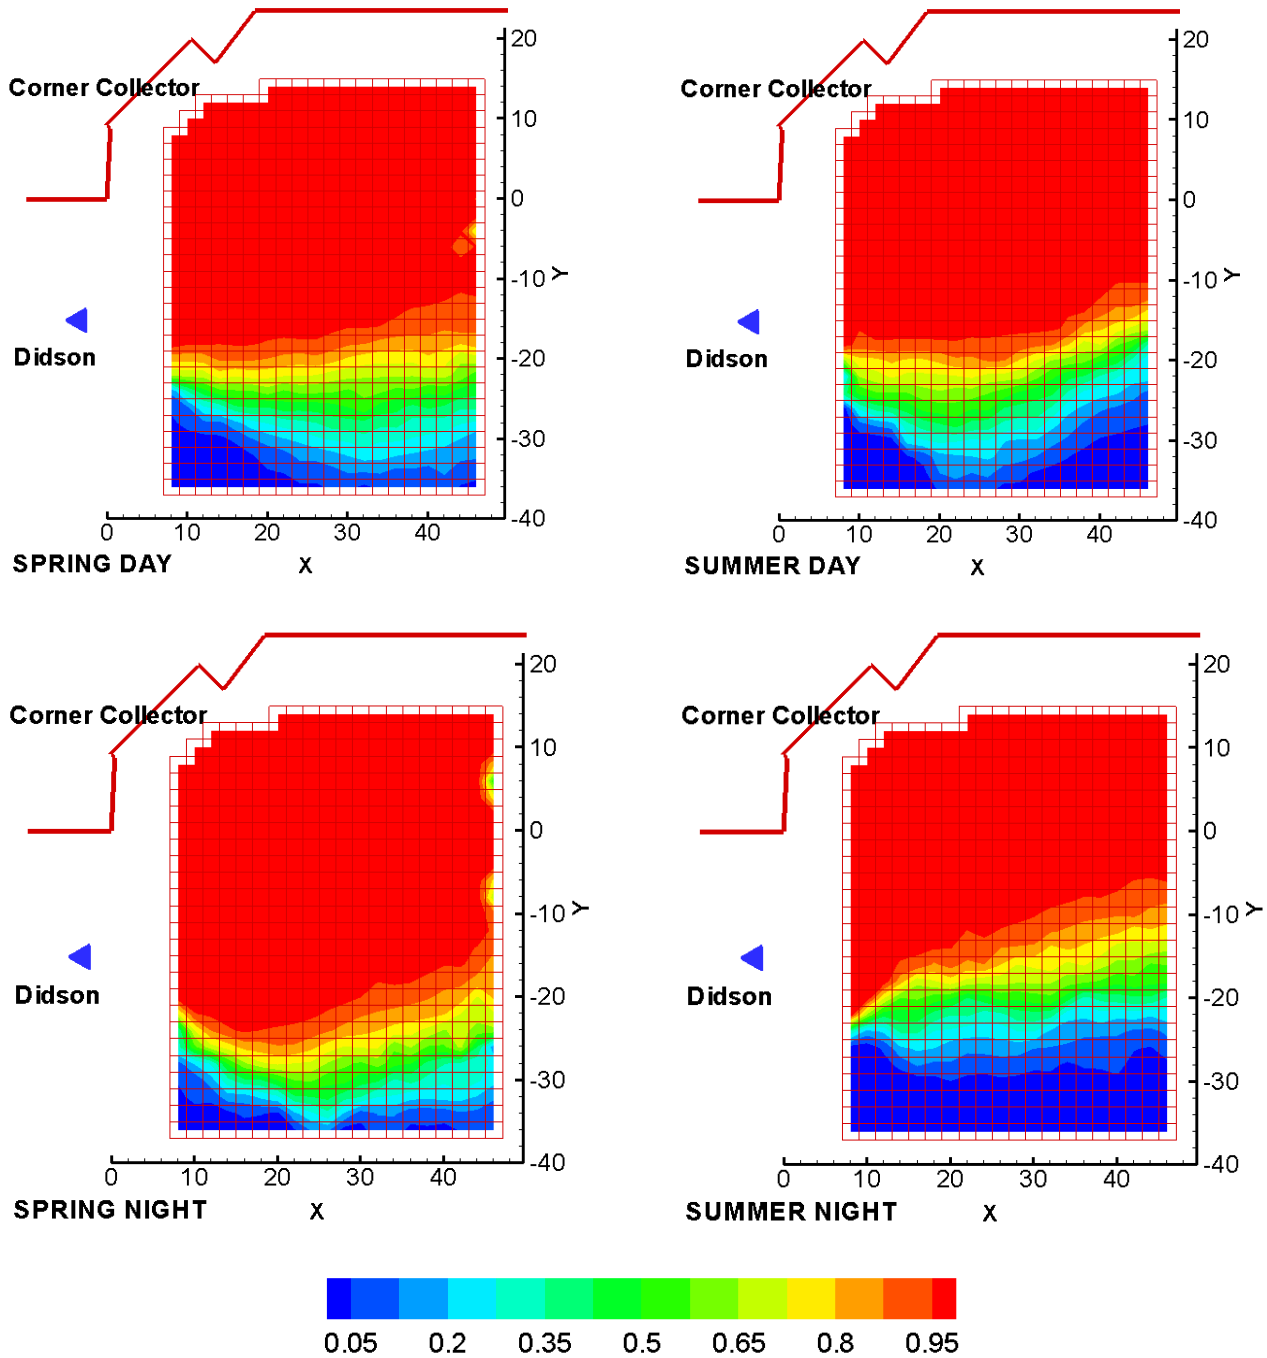 20
Corner Collector
10
0
-10
Y
Didson
-20
-30
-40
0 10 20 30 40
SPRING DAY X
20
Corner Collector
10
0
-10
Y
Didson
-20
-30
-40
0 10 20 30 40
SUMMER DAY X
20
Corner Collector
10
0
-10
Y
Didson
-20
-30
-40
0 10 20 30 40
SPRING NIGHT X
20
Corner Collector
10
0
-10
Y
Didson
-20
-30
-40
0 10 20 30 40
SUMMER NIGHT X
0.05 0.2 0.35 0.5 0.65 0.8 0.95